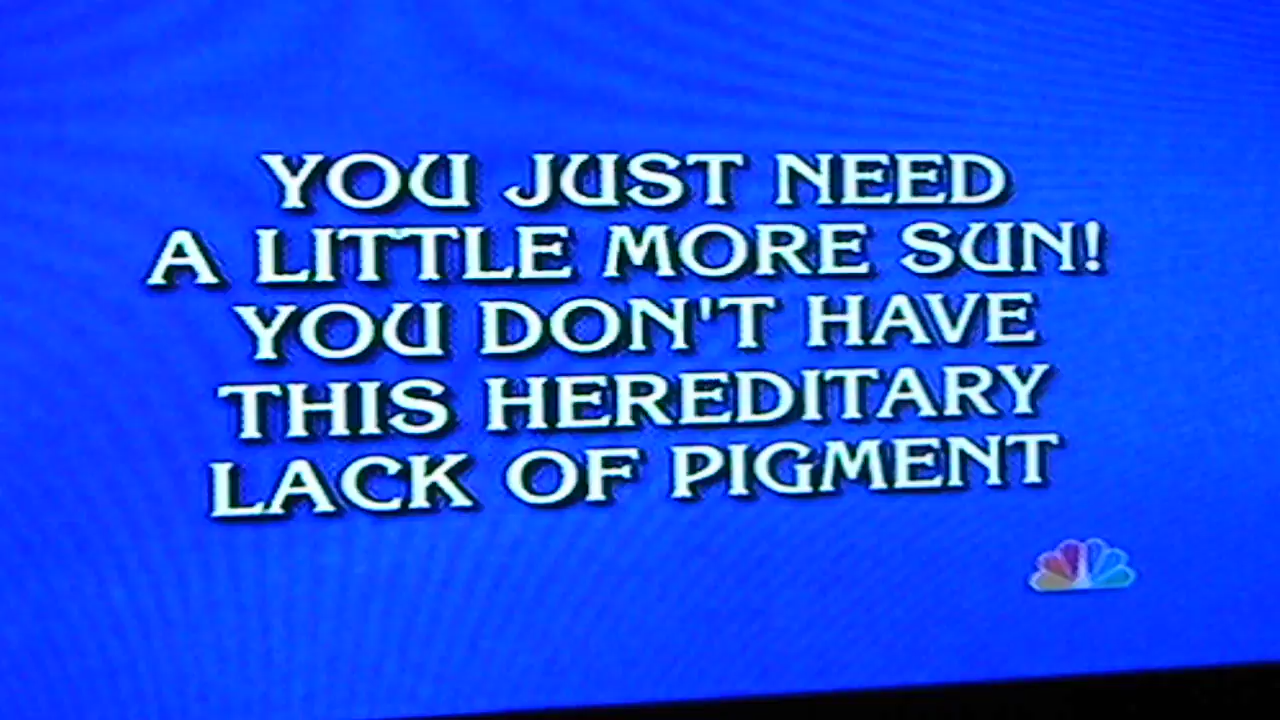 YOU JUST NEED
A LITTLE MORE SUN!
YOU DON'T HAVE
THIS HEREDITARY
LACK OF PIGMENT